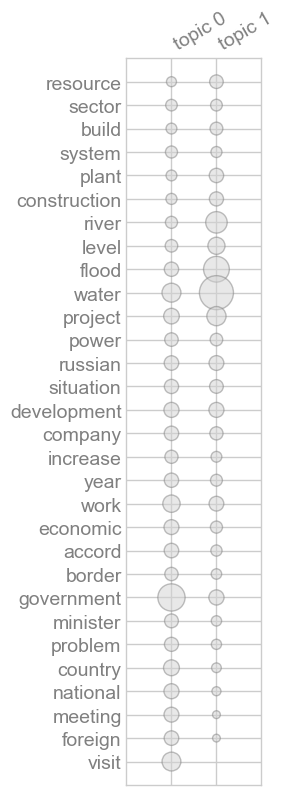 topic 0 topic 1
resource
sector
build
system
plant
construction
river
level
flood
water
project
power
russian
situation
development
company
increase
year
work
economic
accord
border
government
minister
problem
country
national
meeting
foreign
visit